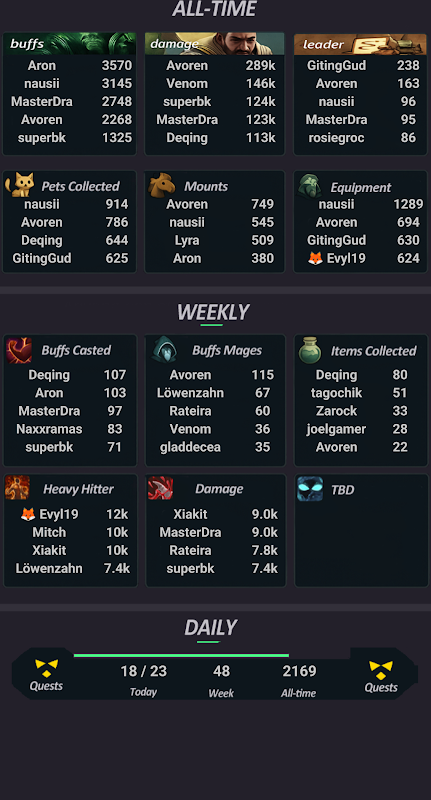 ALL-TIME
buffs
Aron 3570
nausii 3145
MasterDra 2748
Avoren 2268
superbk 1325
damage
Avoren 289k
Venom 146k
superbk 124k
MasterDra 123k
Deqing 113k
leader
GitingGud 238
Avoren 163
nausii 96
MasterDra 95
rosiegroc 86
Pets Collected
nausii 914
Avoren 786
Deqing 644
GitingGud 625
Mounts
Avoren 749
nausii 545
Lyra 509
Aron 380
Equipment
nausii 1289
Avoren 694
GitingGud 630
🦊 Evyl19 624
WEEKLY
Buffs Casted
Deqing 107
Aron 103
MasterDra 97
Naxxramas 83
superbk 71
Buffs Mages
Avoren 115
Löwenzahn 67
Rateira 60
Venom 36
gladdecea 35
Items Collected
Deqing 80
tagochik 51
Zarock 33
joelgamer 28
Avoren 22
Heavy Hitter
🦊 Evyl19 12k
Mitch 10k
Xiakit 10k
Löwenzahn 7.4k
Damage
Xiakit 9.0k
MasterDra 9.0k
Rateira 7.8k
superbk 7.4k
TBD
DAILY
Quests
18 / 23
Today
48
Week
2169
All-time
Quests